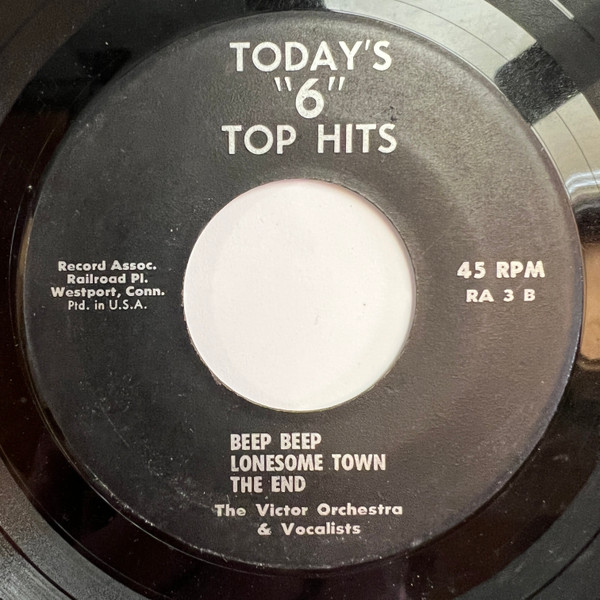 TODAY'S
"6"
TOP HITS
Record Assoc.
Railroad Pl.
Westport, Conn.
Ptd. in U.S.A.
45 RPM
RA 3 B
BEEP BEEP
LONESOME TOWN
THE END
The Victor Orchestra
& Vocalists